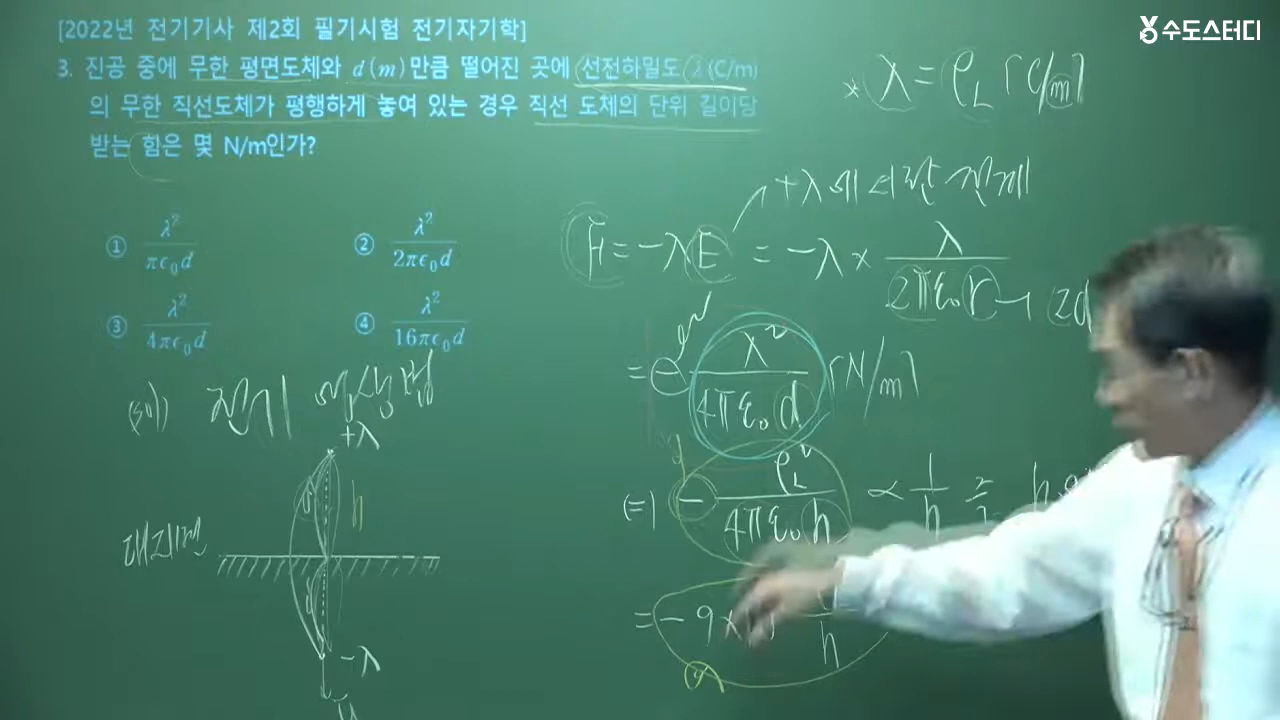 [2022년 전기기사 제2회 필기시험 전기자기학]
수도스터디
3. 진공 중에 무한 평면도체와 d(m)만큼 떨어진 곳에 선전하밀도 λ(C/m)
의 무한 직선도체가 평행하게 놓여 있는 경우 직선 도체의 단위 길이당
받는 힘은 몇 N/m인가?
① λ² / πε₀d
② λ² / 2πε₀d
③ λ² / 4πε₀d
④ λ² / 16πε₀d
* λ = ρL [C/m]
+λ에 의한 전계
F = -λE = -λ × λ / 2πε₀r → 2d
= ⊖ λ² / 4πε₀d [N/m]
(=) - ρL² / 4πε₀h ∝ 1/h
= -9×
h
(풀이) 전기 영상법
+λ
d
h
대지면
d
-λ